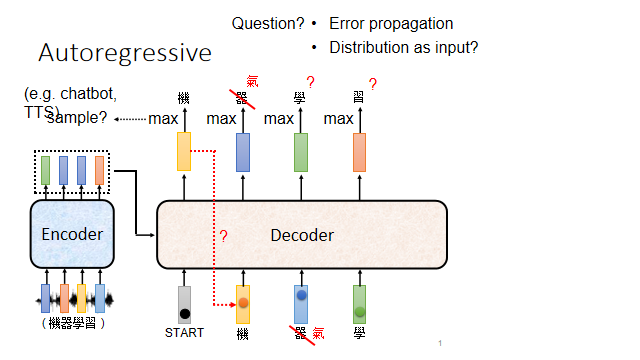 Question? • Error propagation
• Distribution as input?
Autoregressive
(e.g. chatbot,
TTS)
sample?
機 器 氣 學 ? 習 ?
max max max max
Encoder
?
Decoder
(機器學習)
START 機 器 氣 學
1